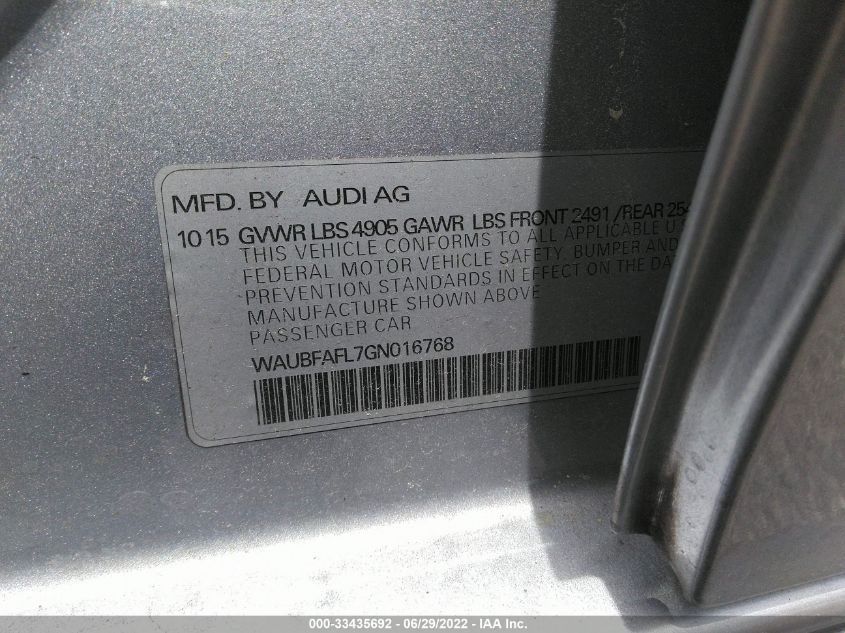 MFD. BY AUDI AG
10 15 GVWR LBS 4905 GAWR LBS FRONT 2491 /REAR
THIS VEHICLE CONFORMS TO ALL APPLICABLE
FEDERAL MOTOR VEHICLE SAFETY, BUMPER AND
PREVENTION STANDARDS IN EFFECT ON THE
MANUFACTURE SHOWN ABOVE
PASSENGER CAR
WAUBFAFL7GN016768
000-33435692 - 06/29/2022 - IAA Inc.